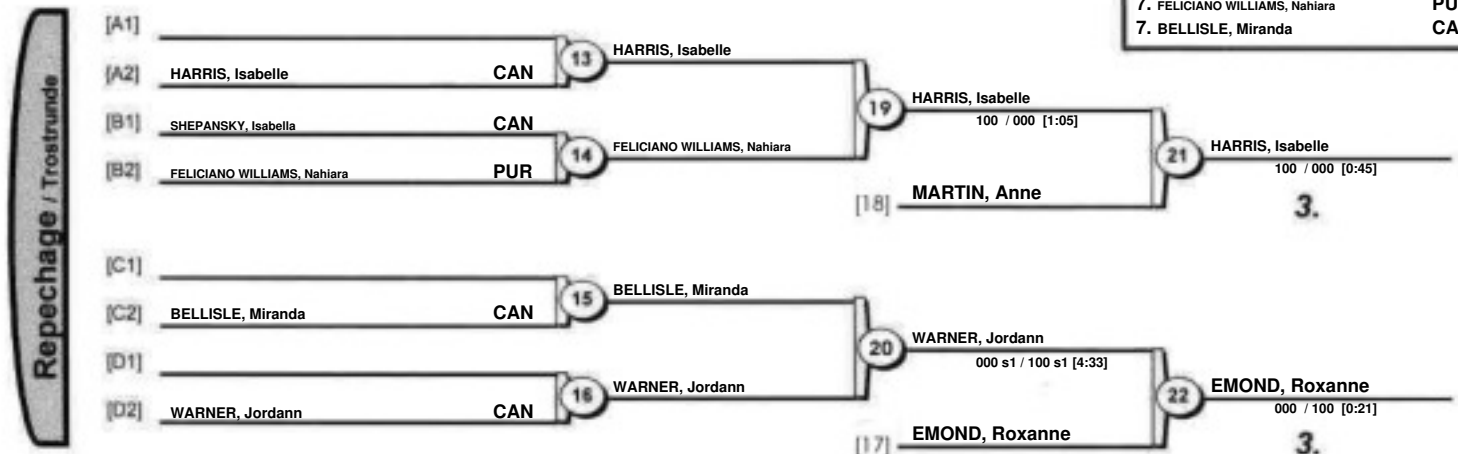 7. FELICIANO WILLIAMS, Nahiara PU
7. BELLISLE, Miranda CA
Repechage / Trostrunde
[A1]
[A2] HARRIS, Isabelle CAN
13 HARRIS, Isabelle
[B1] SHEPANSKY, Isabella CAN
[B2] FELICIANO WILLIAMS, Nahiara PUR
14 FELICIANO WILLIAMS, Nahiara
19 HARRIS, Isabelle
100 / 000 [1:05]
[18] MARTIN, Anne
21 HARRIS, Isabelle
100 / 000 [0:45]
3.
[C1]
[C2] BELLISLE, Miranda CAN
15 BELLISLE, Miranda
[D1]
[D2] WARNER, Jordann CAN
16 WARNER, Jordann
20 WARNER, Jordann
000 s1 / 100 s1 [4:33]
[17] EMOND, Roxanne
22 EMOND, Roxanne
000 / 100 [0:21]
3.